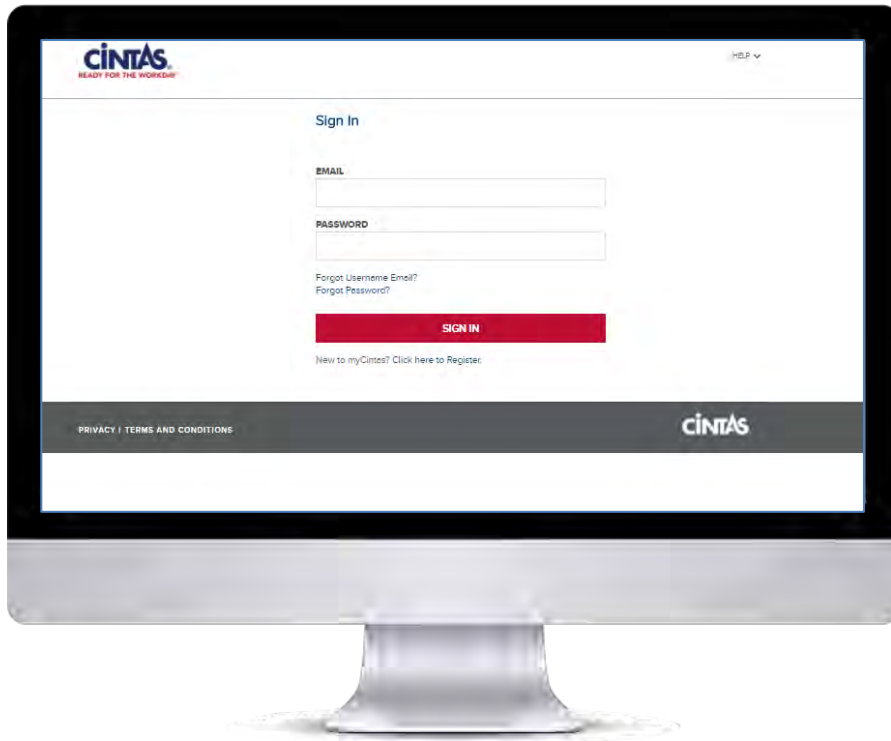 CINTAS.
READY FOR THE WORKDAY
HELP
Sign In
EMAIL
PASSWORD
Forgot Username Email?
Forgot Password?
SIGN IN
New to myCintas? Click here to Register.
PRIVACY | TERMS AND CONDITIONS
CINTAS